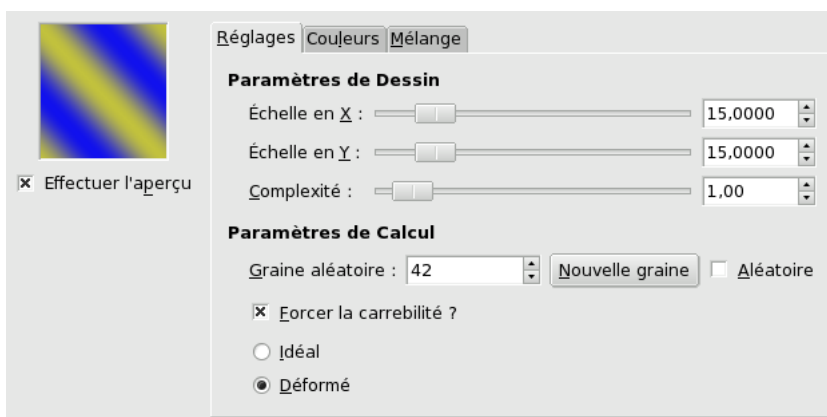 Réglages Couleurs Mélange
Paramètres de Dessin
Échelle en X : 15,0000
Échelle en Y : 15,0000
Effectuer l'aperçu
Complexité : 1,00
Paramètres de Calcul
Graine aléatoire : 42 Nouvelle graine Aléatoire
Forcer la carrebilité ?
Idéal
Déformé